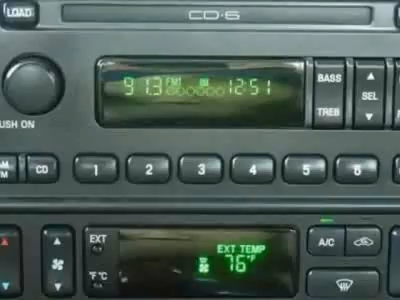 LOAD
CD·6
91.3 FM1 12:51
BASS
SEL
TREB
PUSH ON
CD 1 2 3 4 5 6
EXT
EXT TEMP
76°F
A/C
°F/°C